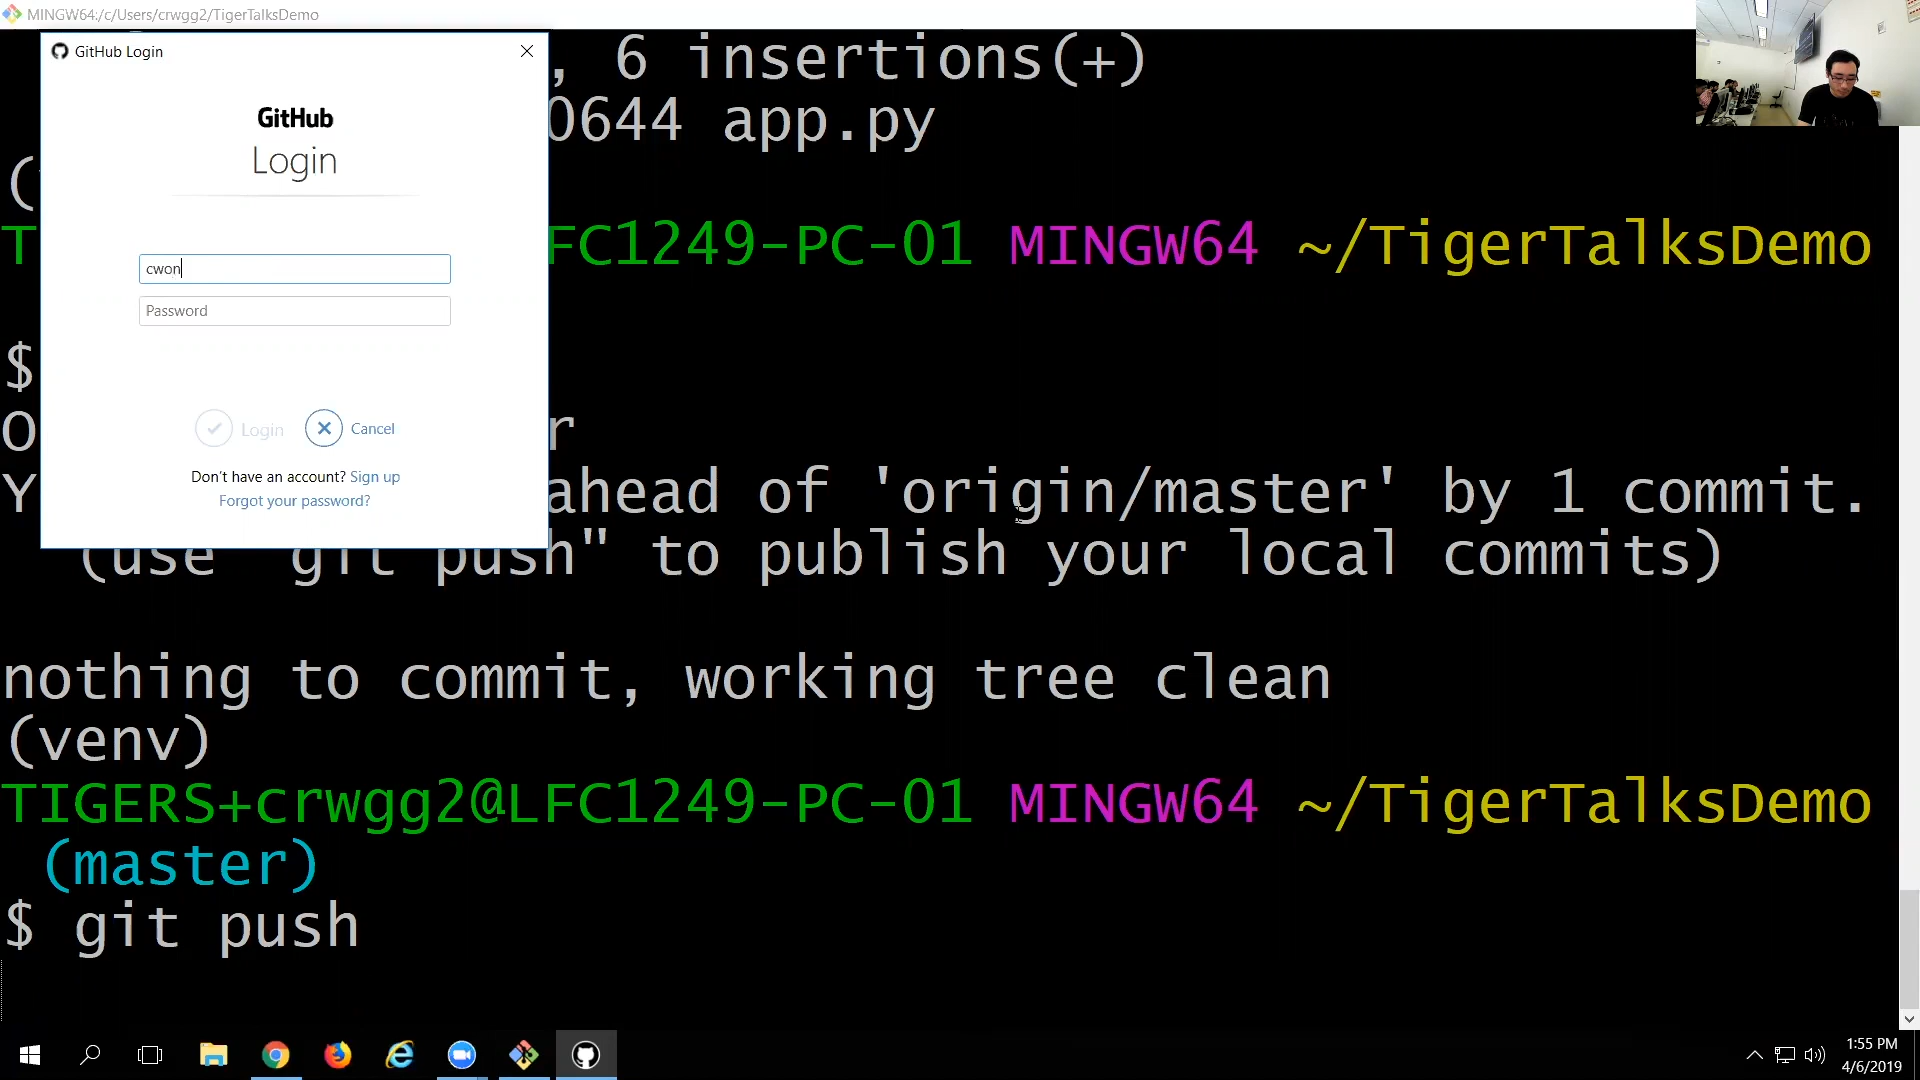 MINGW64:/c/Users/crwgg2/TigerTalksDemo
GitHub Login
GitHub
Login
cwon
Password
Login
Cancel
Don't have an account? Sign up
Forgot your password?
, 6 insertions(+)
0644 app.py
(
T FC1249-PC-01 MINGW64 ~/TigerTalksDemo
$
O r
Y ahead of 'origin/master' by 1 commit.
(use "git push" to publish your local commits)
nothing to commit, working tree clean
(venv)
TIGERS+crwgg2@LFC1249-PC-01 MINGW64 ~/TigerTalksDemo
(master)
$ git push
1:55 PM
4/6/2019